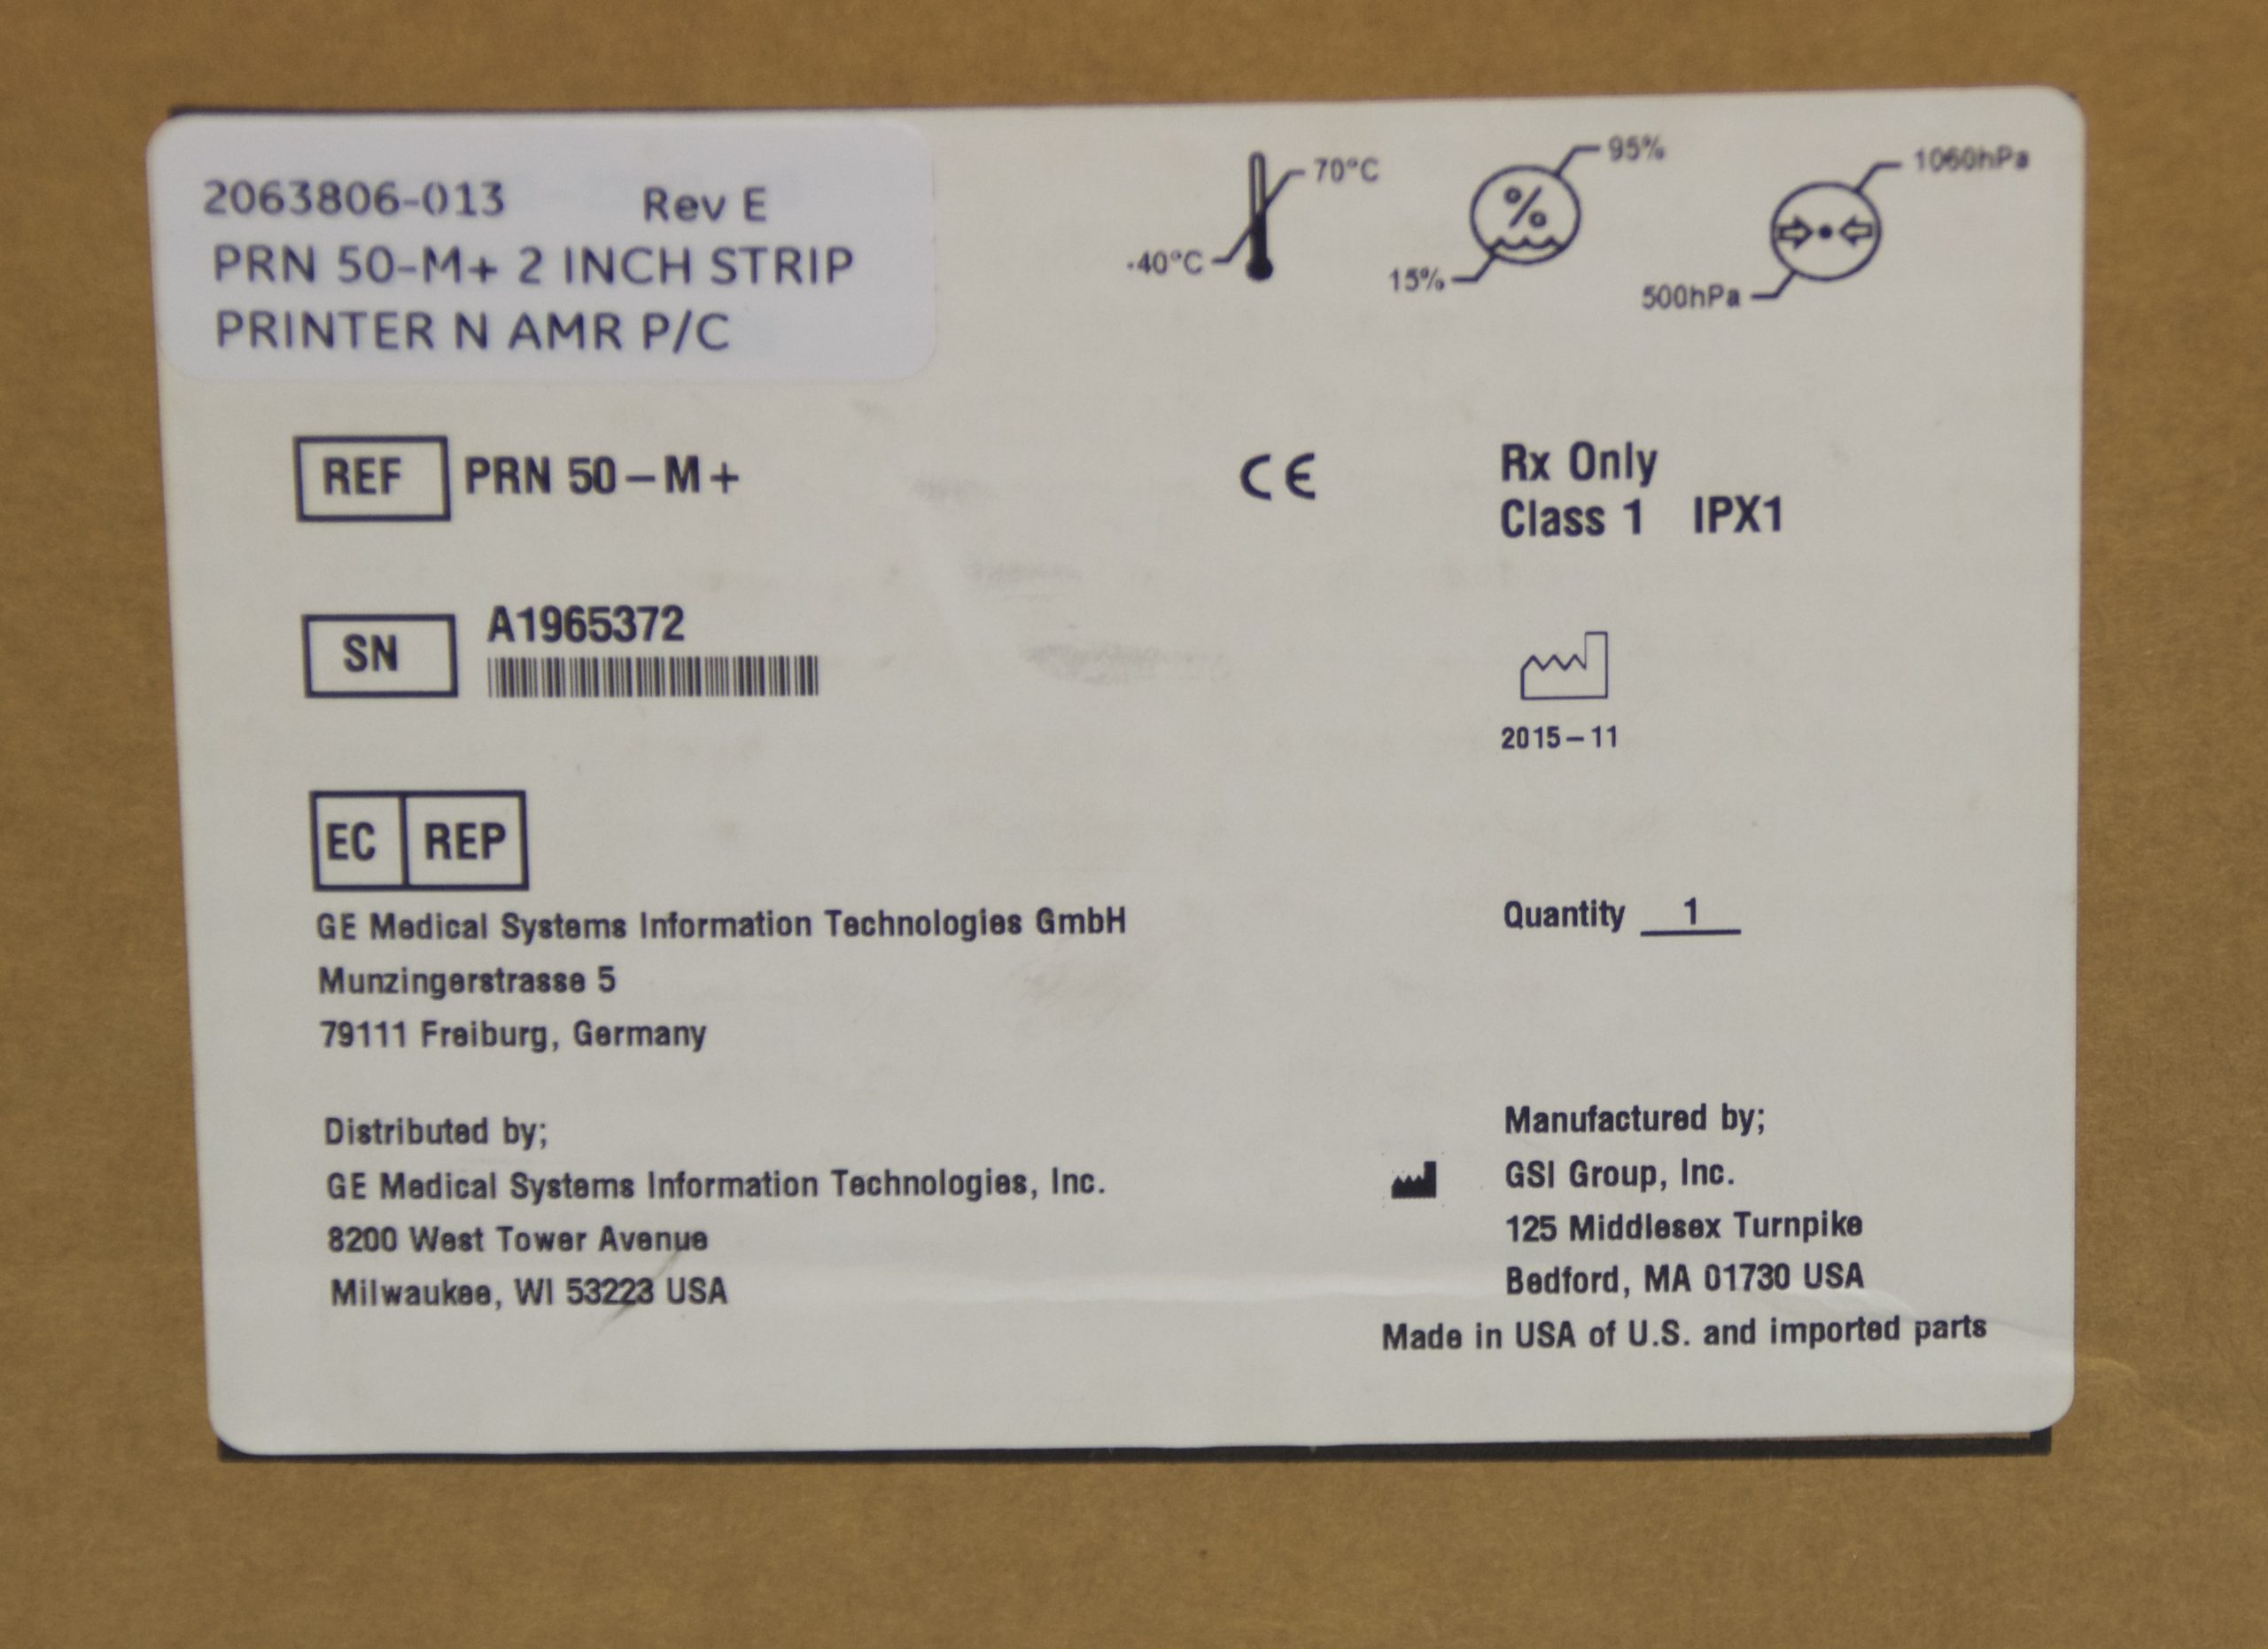 2063806-013 Rev E
PRN 50-M+ 2 INCH STRIP
PRINTER N AMR P/C
70°C
-40°C
95%
%
15%
1060hPa
500hPa
REF PRN 50-M+
CE
Rx Only
Class 1 IPX1
SN A1965372
2015-11
EC REP
GE Medical Systems Information Technologies GmbH
Munzingerstrasse 5
79111 Freiburg, Germany
Quantity 1
Distributed by;
GE Medical Systems Information Technologies, Inc.
8200 West Tower Avenue
Milwaukee, WI 53223 USA
Manufactured by;
GSI Group, Inc.
125 Middlesex Turnpike
Bedford, MA 01730 USA
Made in USA of U.S. and imported parts